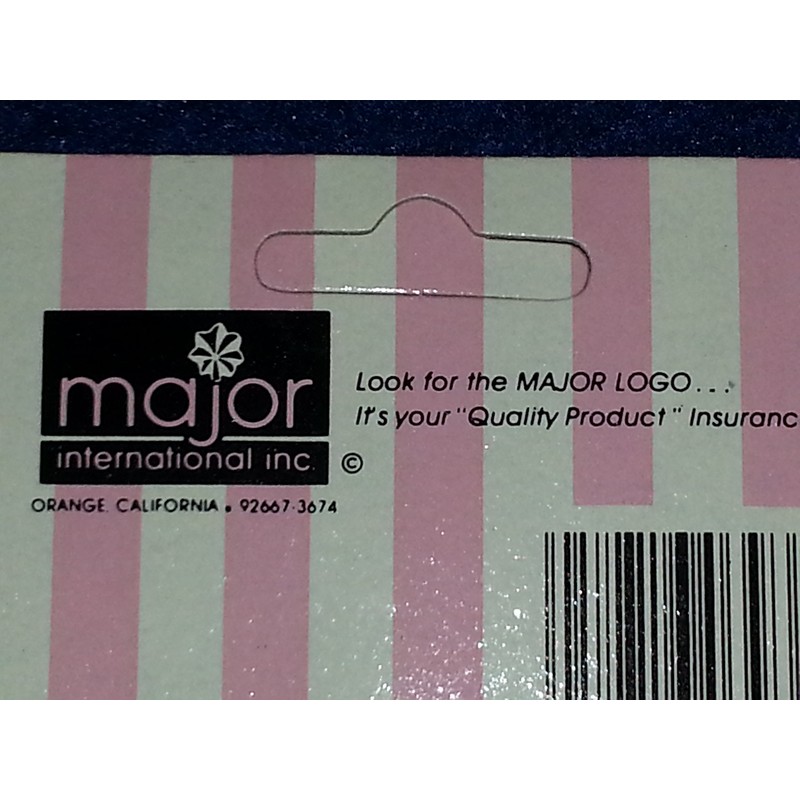 major
international inc.
©
ORANGE, CALIFORNIA • 92667-3674
Look for the MAJOR LOGO...
It's your "Quality Product" Insuranc